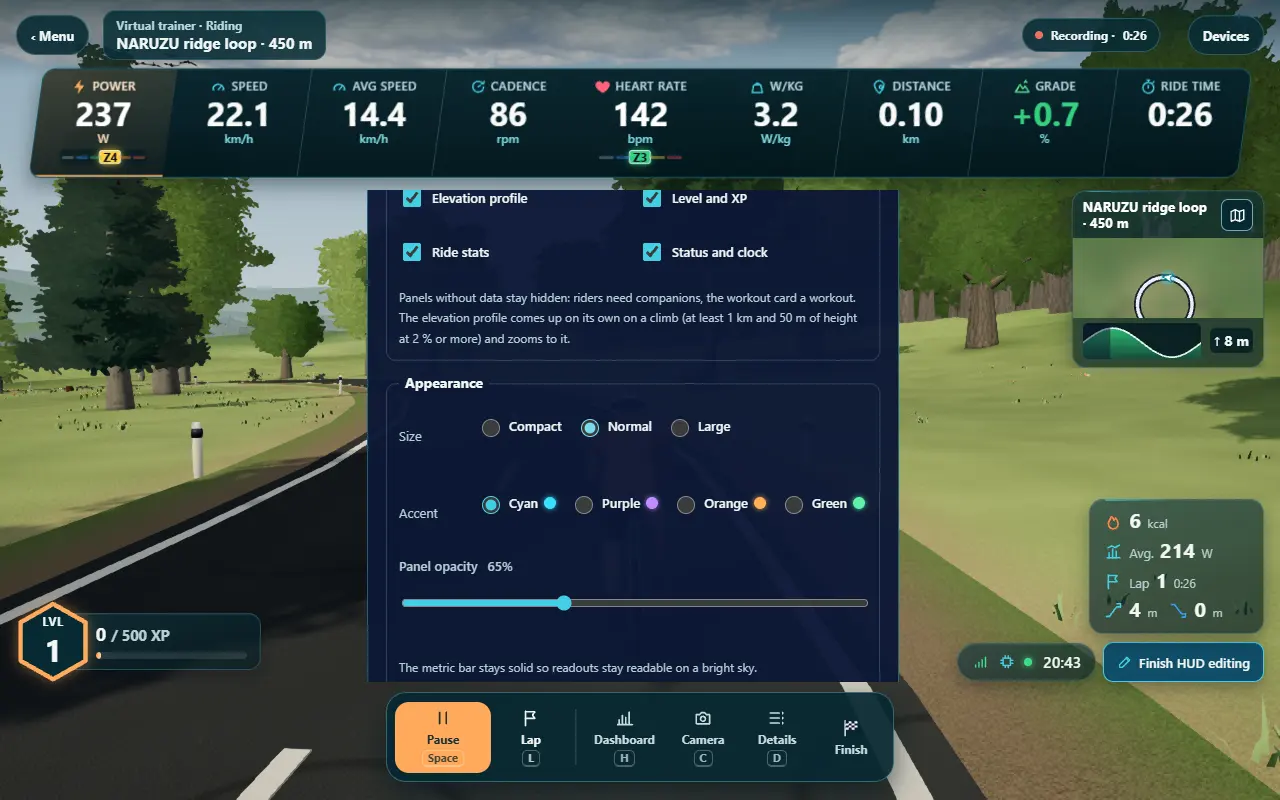 ‹ Menu
Virtual trainer · Riding
NARUZU ridge loop · 450 m
Recording · 0:26
Devices
POWER
237
W
Z4
SPEED
22.1
km/h
AVG SPEED
14.4
km/h
CADENCE
86
rpm
HEART RATE
142
bpm
Z3
W/KG
3.2
W/kg
DISTANCE
0.10
km
GRADE
+0.7
%
RIDE TIME
0:26
Elevation profile
Level and XP
Ride stats
Status and clock
Panels without data stay hidden: riders need companions, the workout card a workout.
The elevation profile comes up on its own on a climb (at least 1 km and 50 m of height
at 2 % or more) and zooms to it.
Appearance
Size
Compact
Normal
Large
Accent
Cyan
Purple
Orange
Green
Panel opacity 65%
The metric bar stays solid so readouts stay readable on a bright sky.
NARUZU ridge loop
· 450 m
↑ 8 m
6 kcal
Avg. 214 W
Lap 1 0:26
4 m 0 m
LVL
1
0 / 500 XP
20:43
Finish HUD editing
Pause
Space
Lap
L
Dashboard
H
Camera
C
Details
D
Finish